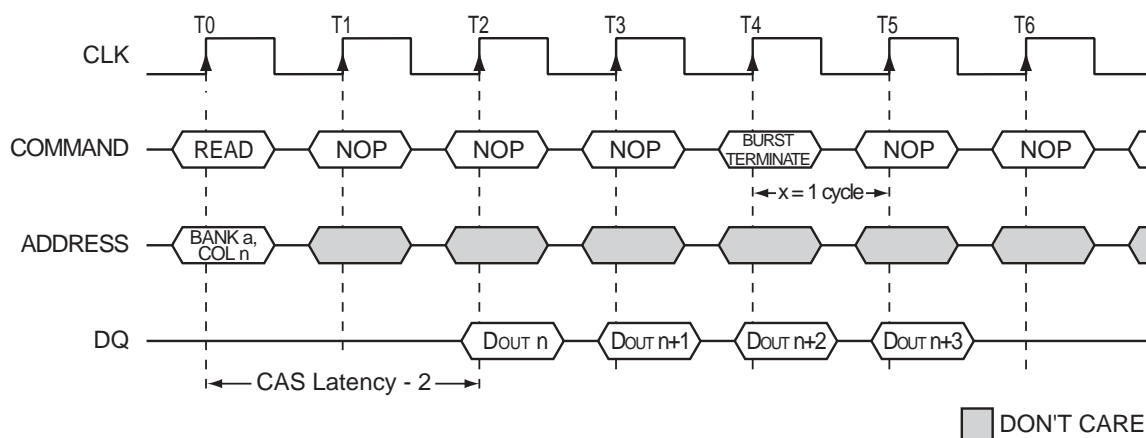 T0 T1 T2 T3 T4 T5 T6
CLK
COMMAND READ NOP NOP NOP BURST TERMINATE NOP NOP
x = 1 cycle
ADDRESS BANK a, COL n
DQ DOUT n DOUT n+1 DOUT n+2 DOUT n+3
CAS Latency - 2
DON'T CARE